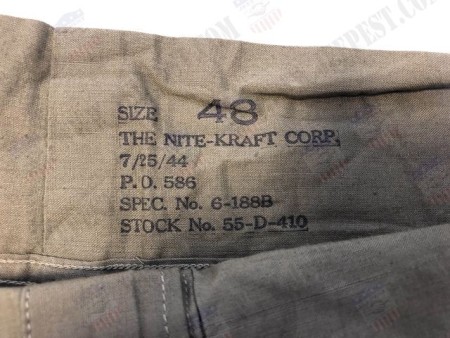 SIZE 48
THE NITE-KRAFT CORP.
7/25/44
P.O. 586
SPEC. No. 6-188B
STOCK No. 55-D-410